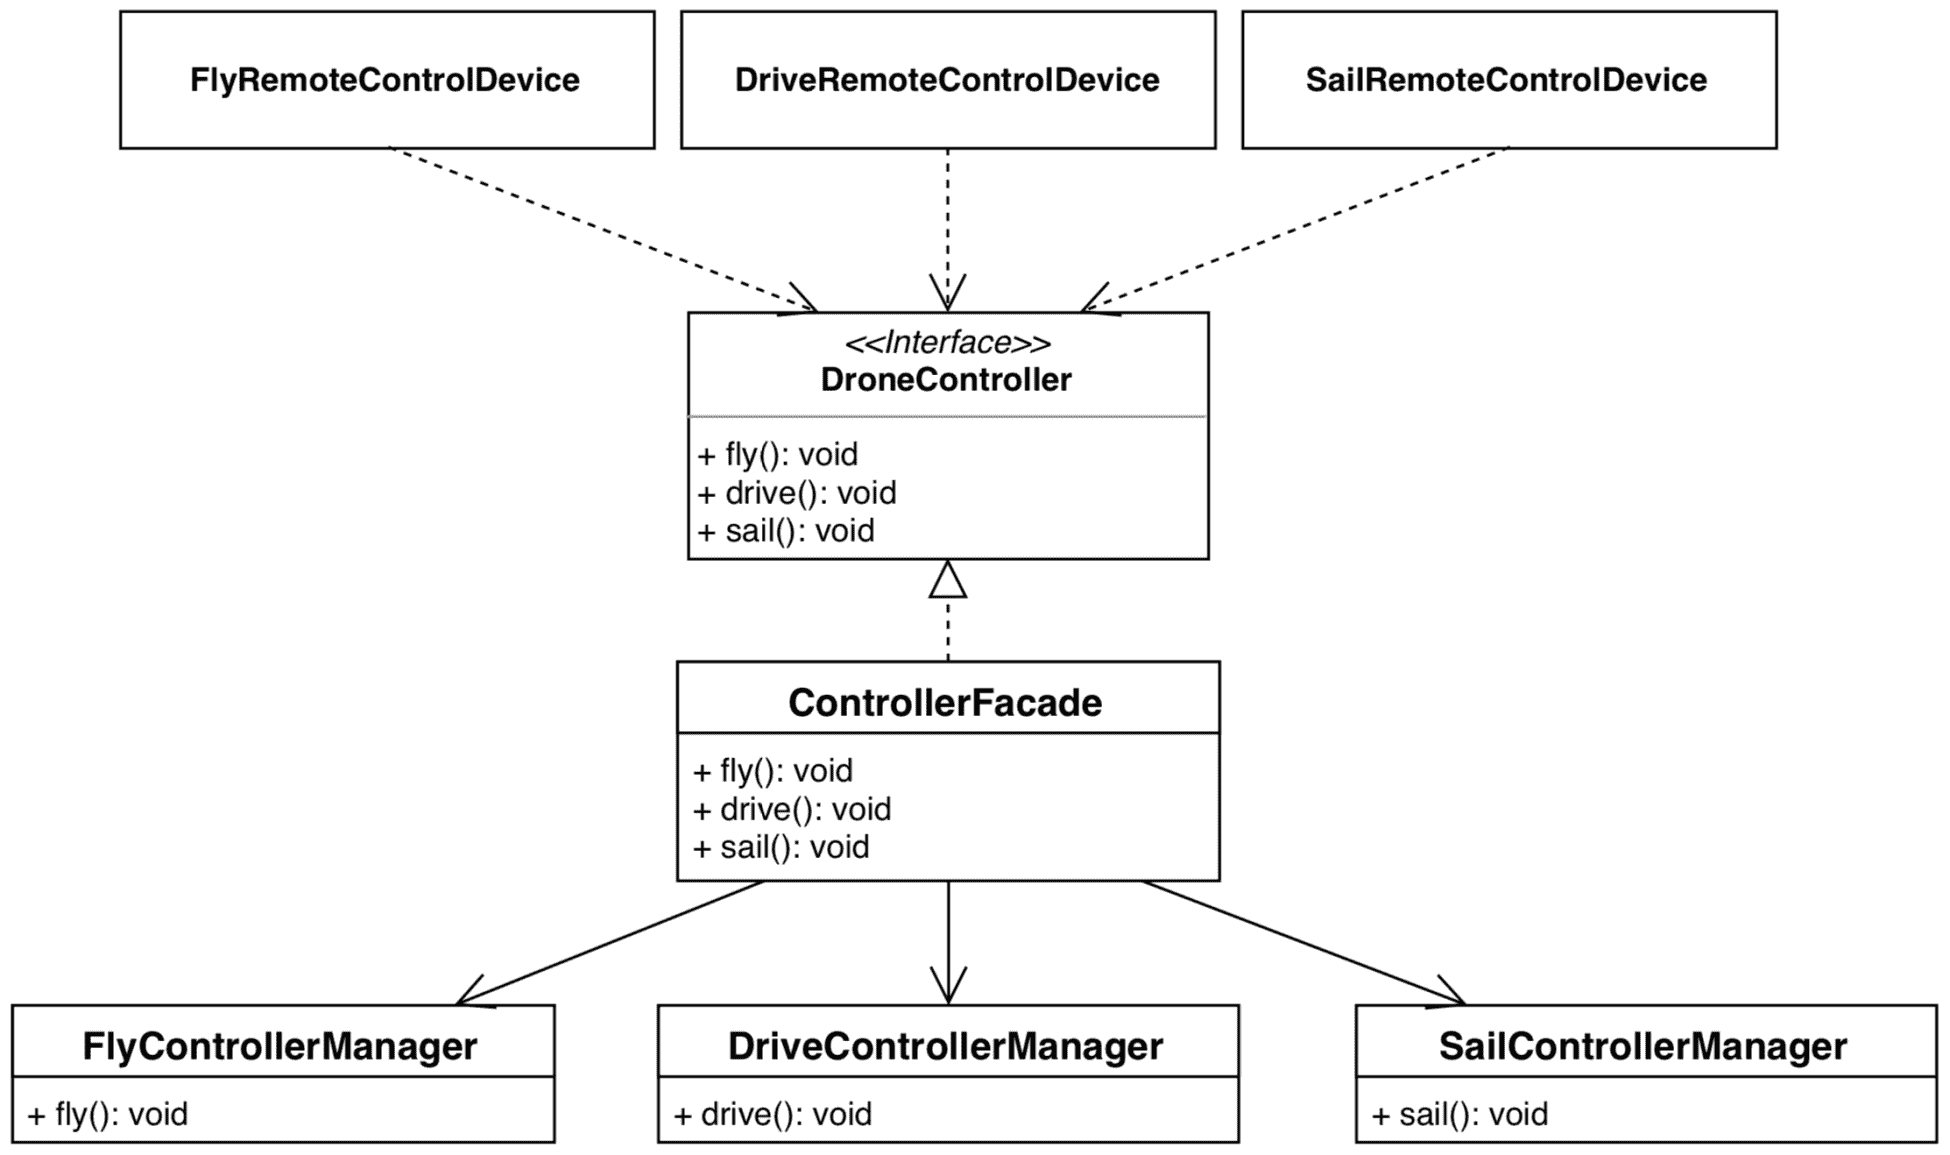 FlyRemoteControlDevice
DriveRemoteControlDevice
SailRemoteControlDevice
<<Interface>>
DroneController
+ fly(): void
+ drive(): void
+ sail(): void
ControllerFacade
+ fly(): void
+ drive(): void
+ sail(): void
FlyControllerManager
+ fly(): void
DriveControllerManager
+ drive(): void
SailControllerManager
+ sail(): void